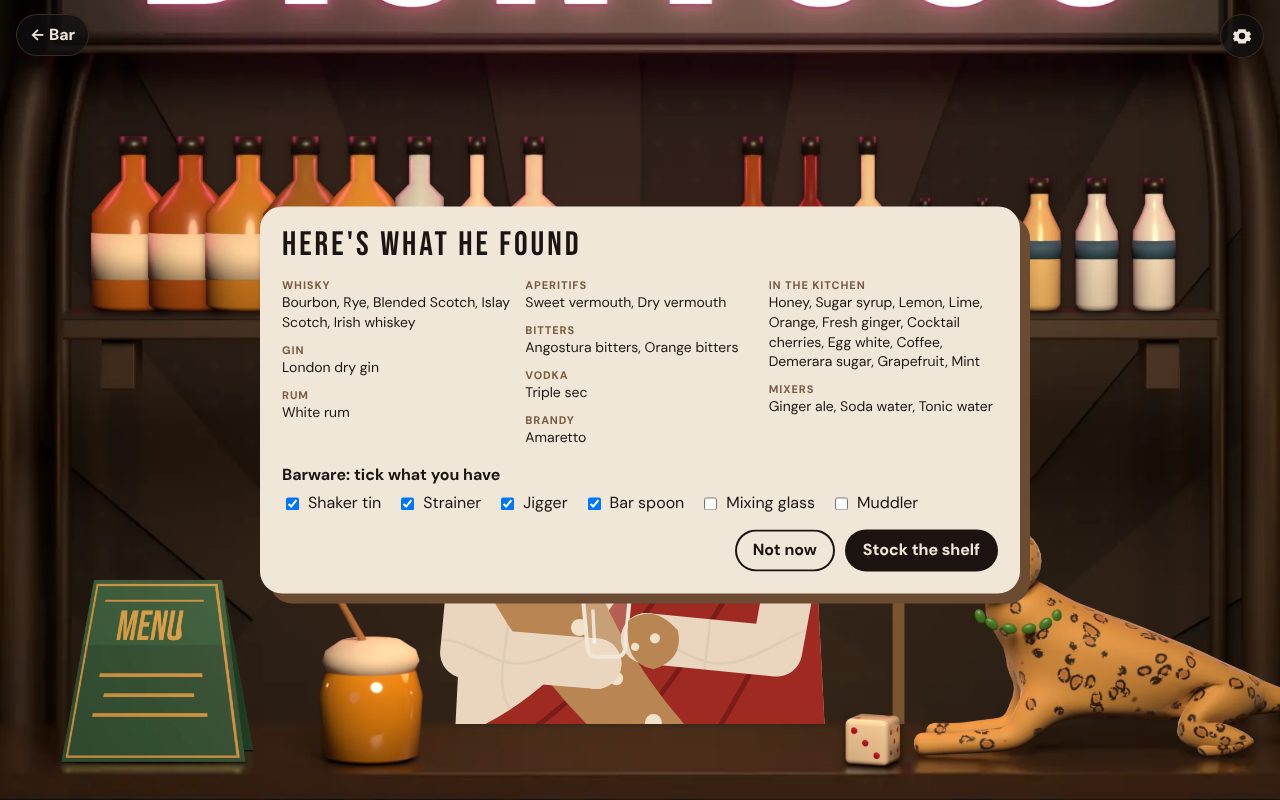 ← Bar
HERE'S WHAT HE FOUND
WHISKY
Bourbon, Rye, Blended Scotch, Islay
Scotch, Irish whiskey
GIN
London dry gin
RUM
White rum
APERITIFS
Sweet vermouth, Dry vermouth
BITTERS
Angostura bitters, Orange bitters
VODKA
Triple sec
BRANDY
Amaretto
IN THE KITCHEN
Honey, Sugar syrup, Lemon, Lime,
Orange, Fresh ginger, Cocktail
cherries, Egg white, Coffee,
Demerara sugar, Grapefruit, Mint
MIXERS
Ginger ale, Soda water, Tonic water
Barware: tick what you have
Shaker tin
Strainer
Jigger
Bar spoon
Mixing glass
Muddler
Not now
Stock the shelf
MENU